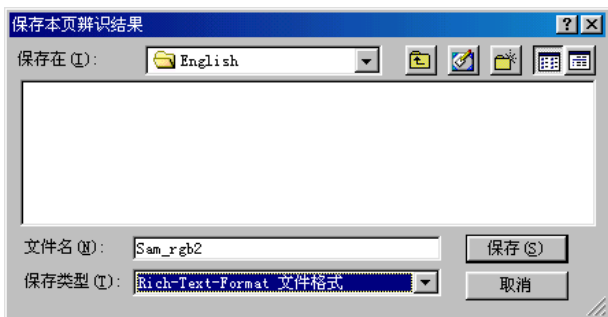 保存本页辨识结果
保存在(I): English
文件名(N): Sam_rgb2 保存(S)
保存类型(T): Rich-Text-Format 文件格式 取消